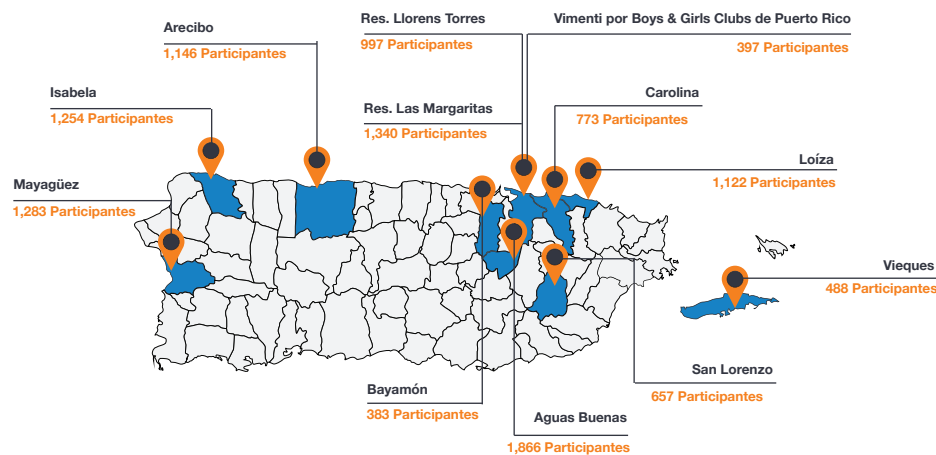 Res. Llorens Torres
997 Participantes
Vimenti por Boys & Girls Clubs de Puerto Rico
397 Participantes
Arecibo
1,146 Participantes
Isabela
1,254 Participantes
Res. Las Margaritas
1,340 Participantes
Carolina
773 Participantes
Loíza
1,122 Participantes
Mayagüez
1,283 Participantes
Vieques
488 Participantes
San Lorenzo
657 Participantes
Bayamón
383 Participantes
Aguas Buenas
1,866 Participantes